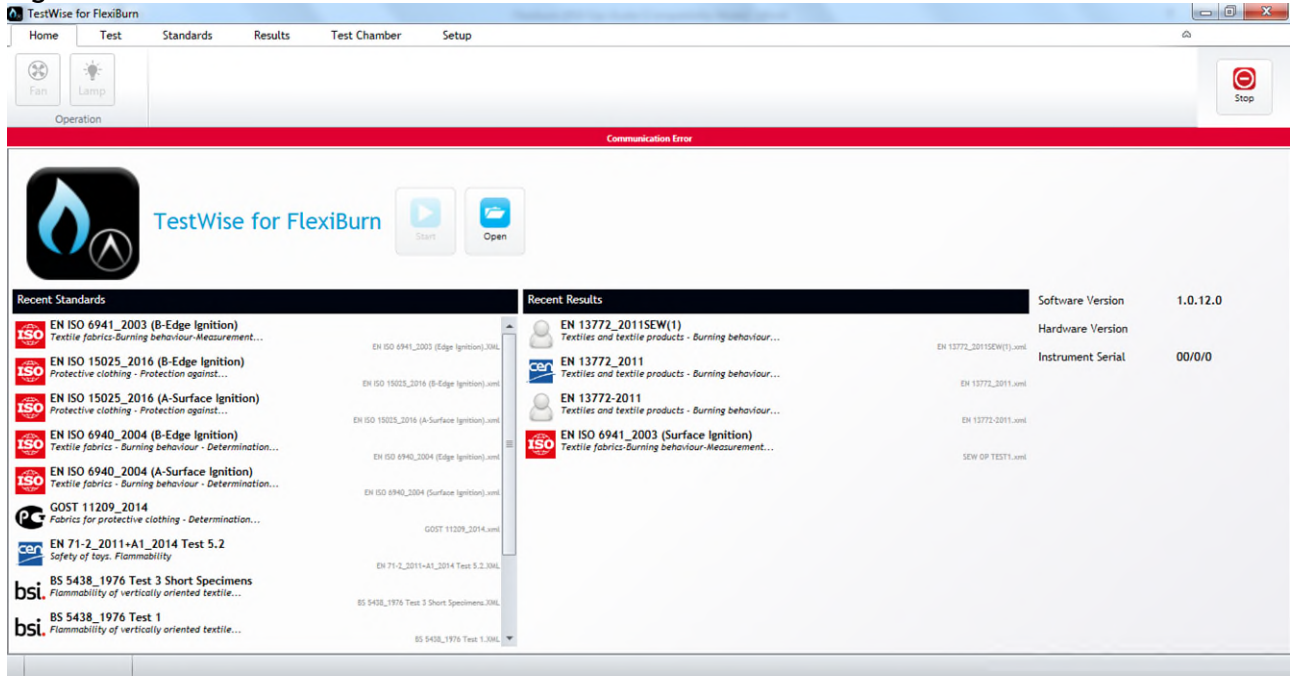 TestWise for FlexiBurn
Home Test Standards Results Test Chamber Setup
Fan Lamp
Operation
Stop
Communication Error
TestWise for FlexiBurn
Start Open
Recent Standards
ISO EN ISO 6941_2003 (B-Edge Ignition)
Textile fabrics-Burning behaviour-Measurement...
EN ISO 6941_2003 (Edge Ignition).XML
ISO EN ISO 15025_2016 (B-Edge Ignition)
Protective clothing - Protection against...
EN ISO 15025_2016 (B-Edge Ignition).xml
ISO EN ISO 15025_2016 (A-Surface Ignition)
Protective clothing - Protection against...
EN ISO 15025_2016 (A-Surface Ignition).xml
ISO EN ISO 6940_2004 (B-Edge Ignition)
Textile fabrics - Burning behaviour - Determination...
EN ISO 6940_2004 (Edge Ignition).xml
ISO EN ISO 6940_2004 (A-Surface Ignition)
Textile fabrics - Burning behaviour - Determination...
EN ISO 6940_2004 (Surface Ignition).xml
GOST 11209_2014
Fabrics for protective clothing - Determination...
GOST 11209_2014.xml
cen EN 71-2_2011+A1_2014 Test 5.2
Safety of toys. Flammability
EN 71-2_2011+A1_2014 Test 5.2.XML
bsi. BS 5438_1976 Test 3 Short Specimens
Flammability of vertically oriented textile...
BS 5438_1976 Test 3 Short Specimens.XML
bsi. BS 5438_1976 Test 1
Flammability of vertically oriented textile...
BS 5438_1976 Test 1.XML
Recent Results
EN 13772_2011SEW(1)
Textiles and textile products - Burning behaviour...
EN 13772_2011SEW(1).xml
cen EN 13772_2011
Textiles and textile products - Burning behaviour...
EN 13772_2011.xml
EN 13772-2011
Textiles and textile products - Burning behaviour...
EN 13772-2011.xml
ISO EN ISO 6941_2003 (Surface Ignition)
Textile fabrics-Burning behaviour-Measurement...
SEW OP TEST1.xml
Software Version 1.0.12.0
Hardware Version
Instrument Serial 00/0/0